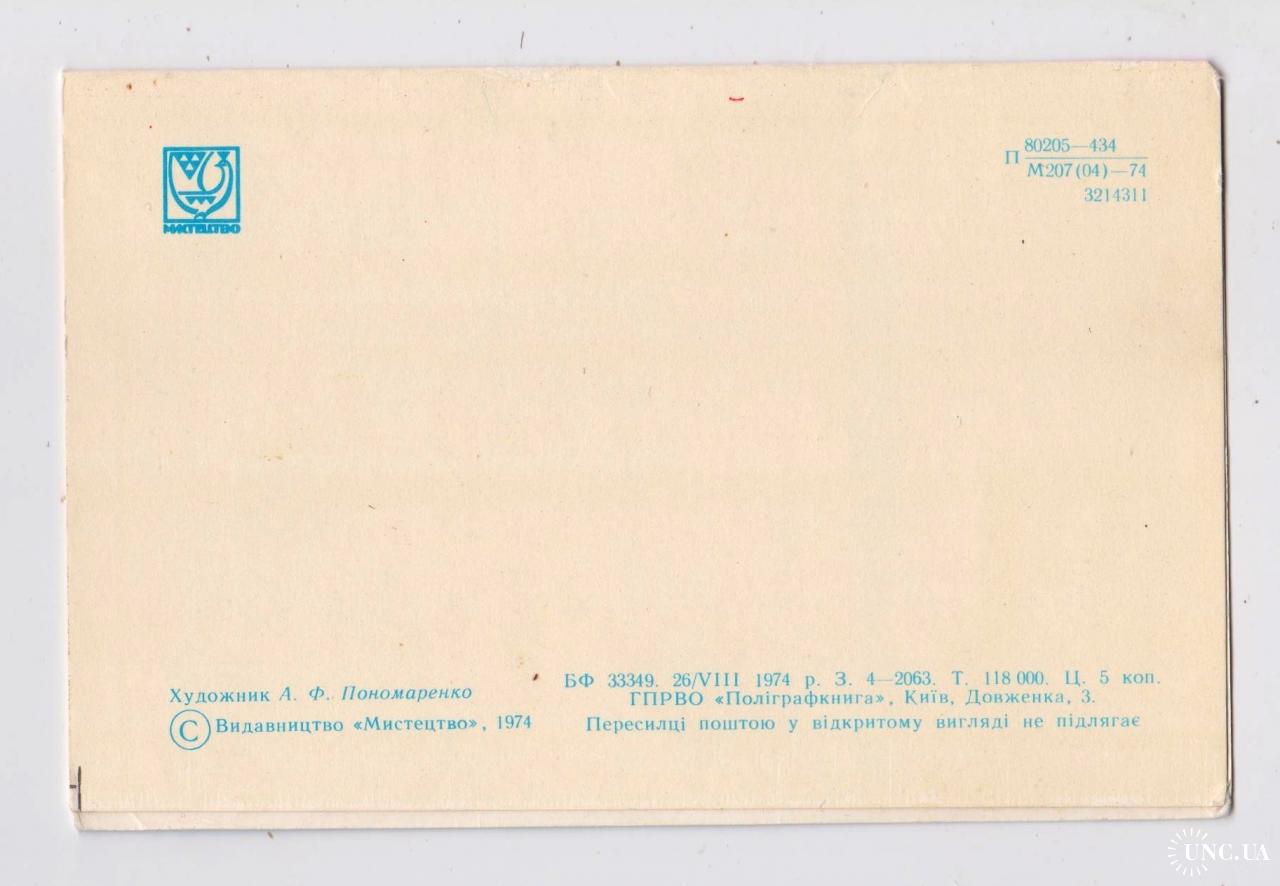 МИСТЕЦТВО
П 80205—434
М207(04)—74
3214311
Художник А. Ф. Пономаренко
© Видавництво «Мистецтво», 1974
БФ 33349. 26/VIII 1974 р. З. 4—2063. Т. 118 000. Ц. 5 коп.
ГПРВО «Поліграфкнига», Київ, Довженка, 3.
Пересилці поштою у відкритому вигляді не підлягає
UNC.UA